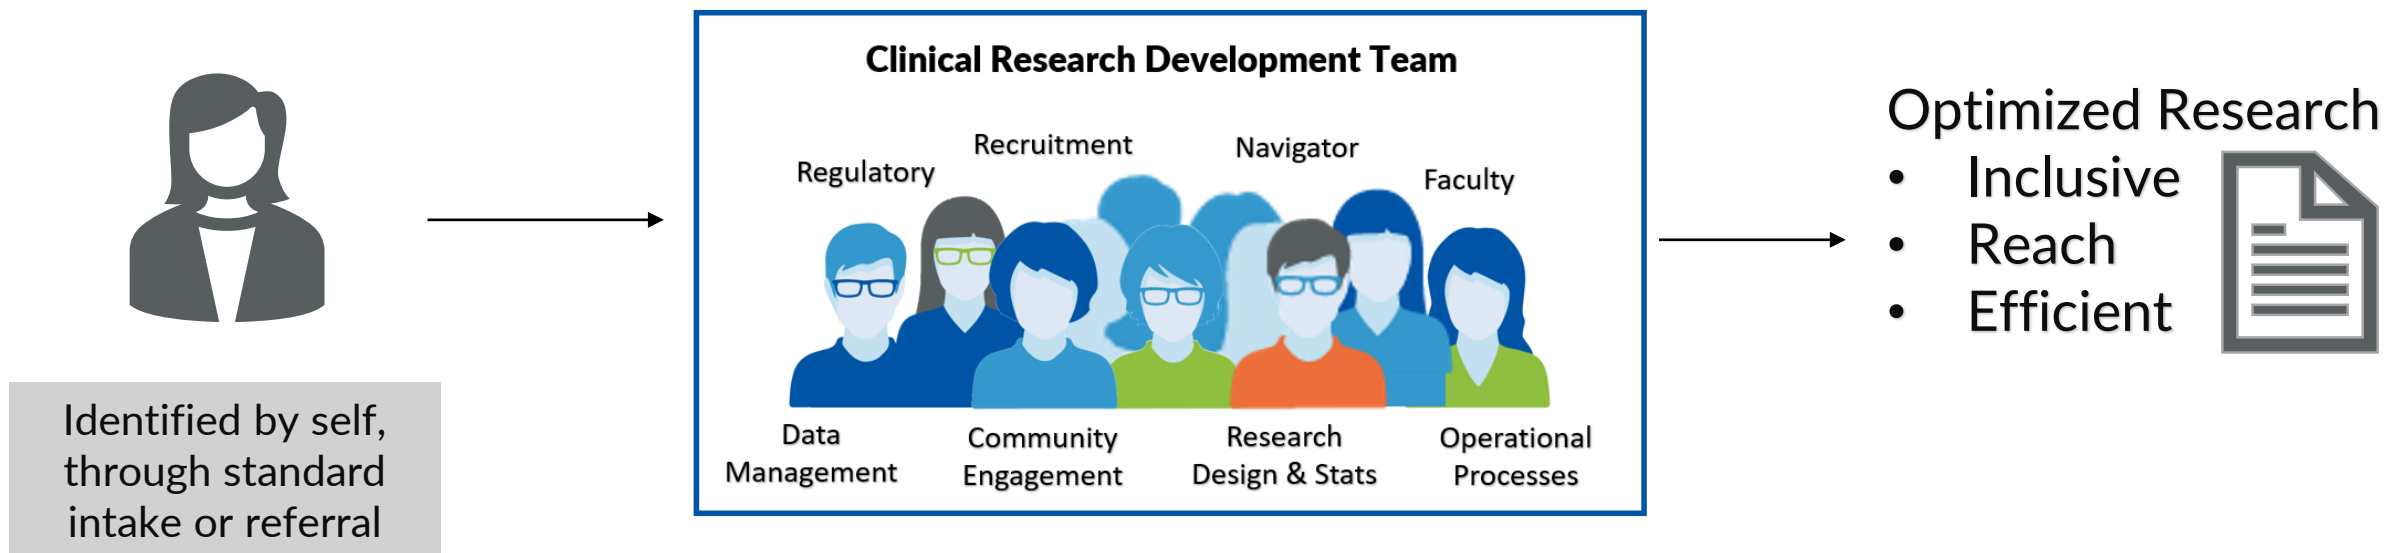 Identified by self,
through standard
intake or referral
Clinical Research Development Team
Regulatory
Recruitment
Navigator
Faculty
Data
Management
Community
Engagement
Research
Design & Stats
Operational
Processes
Optimized Research
• Inclusive
• Reach
• Efficient